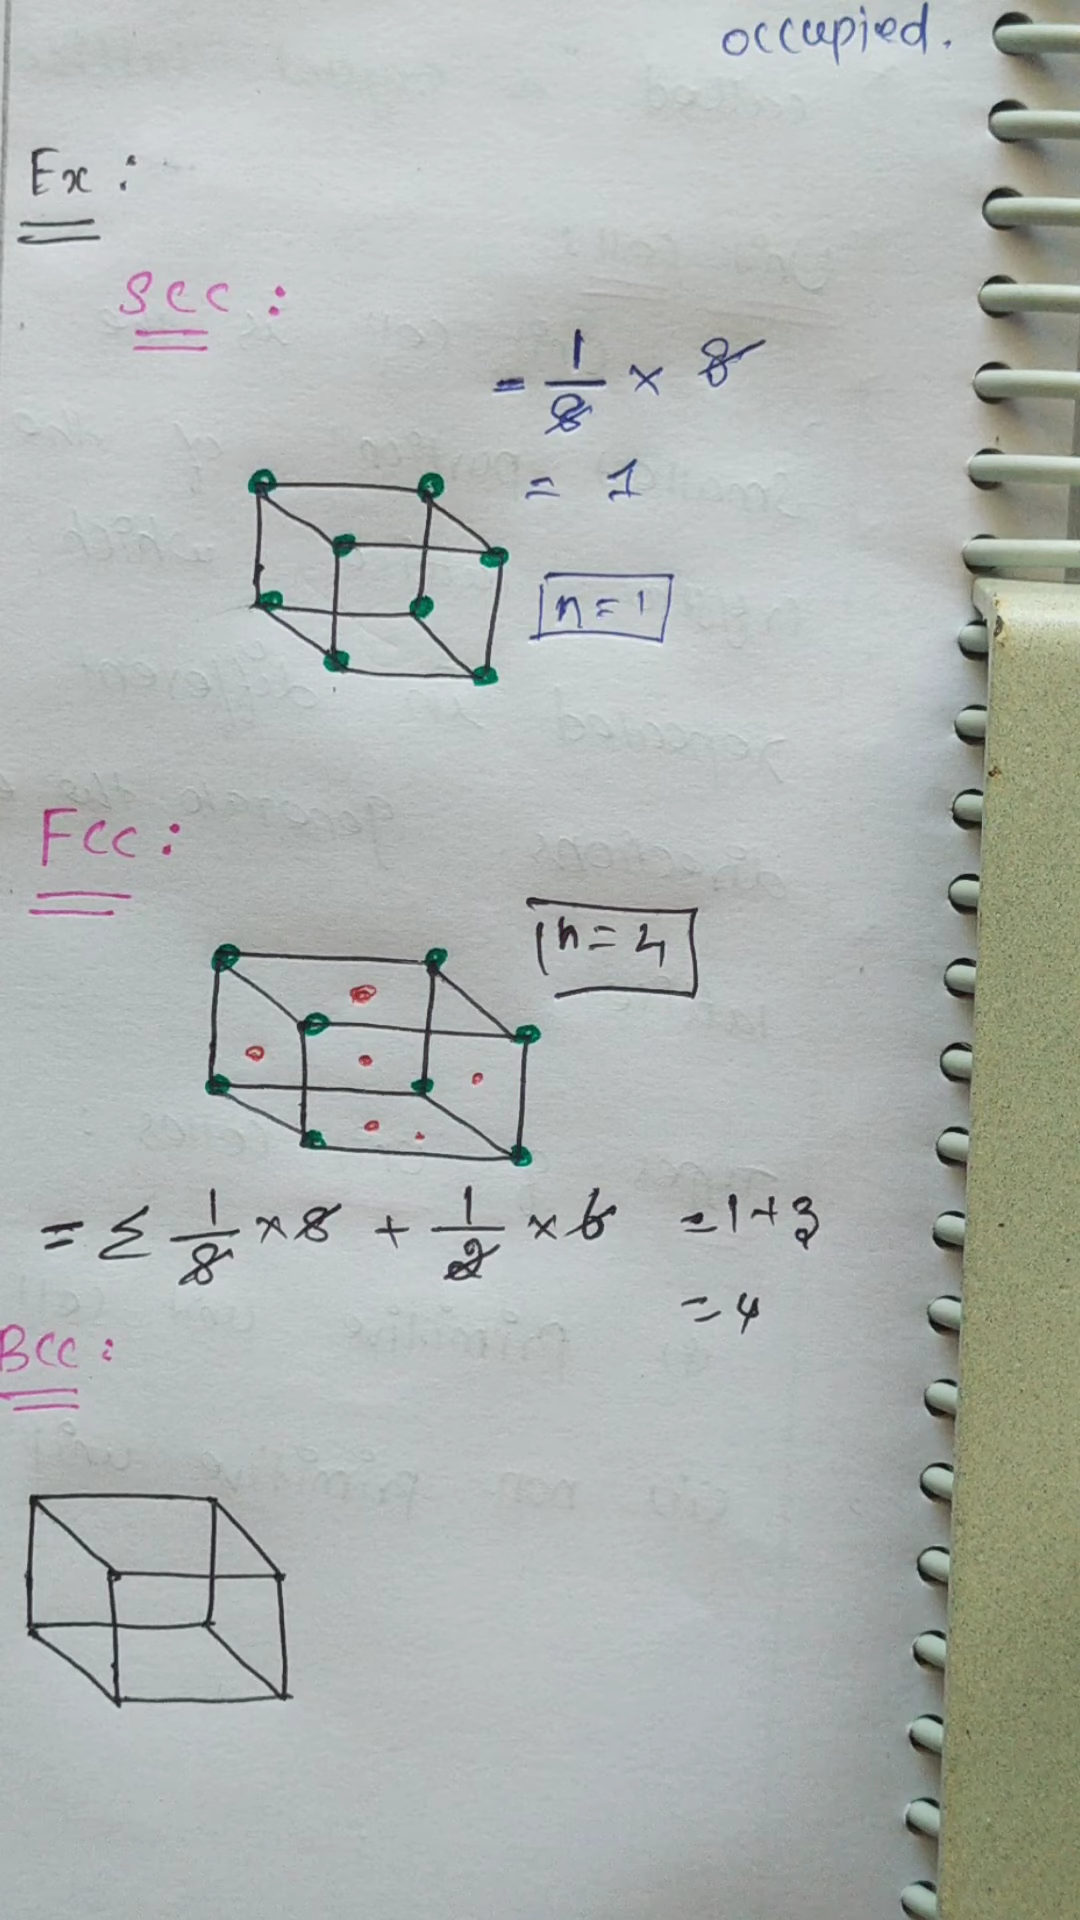 occupied.
Ex :
SCC :
= 1/8 × 8
= 1
n = 1
FCC :
n = 4
= Σ 1/8 × 8 + 1/2 × 6 = 1 + 3
= 4
BCC :